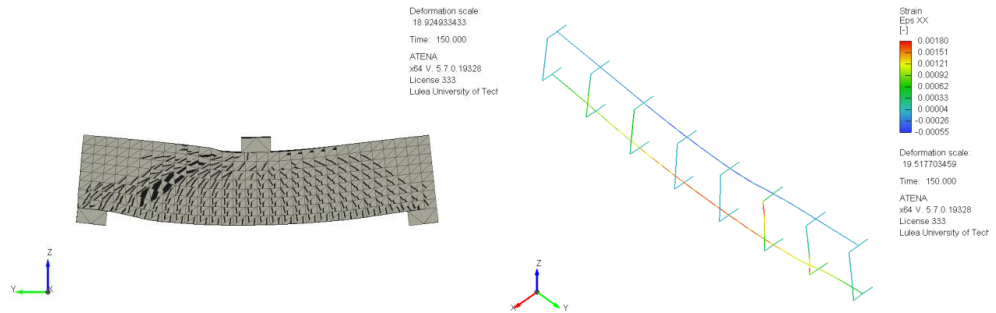 Deformation scale:
18.924933433
Time: 150.000
ATENA
x64 V. 5.7.0.19328
License 333
Lulea University of Tecł
Z
Y
X
Strain
Eps XX
[-]
0.00180
0.00151
0.00121
0.00092
0.00062
0.00033
0.00004
-0.00026
-0.00055
Deformation scale:
19.517703459
Time: 150.000
ATENA
x64 V. 5.7.0.19328
License 333
Lulea University of Tech
Z
X
Y